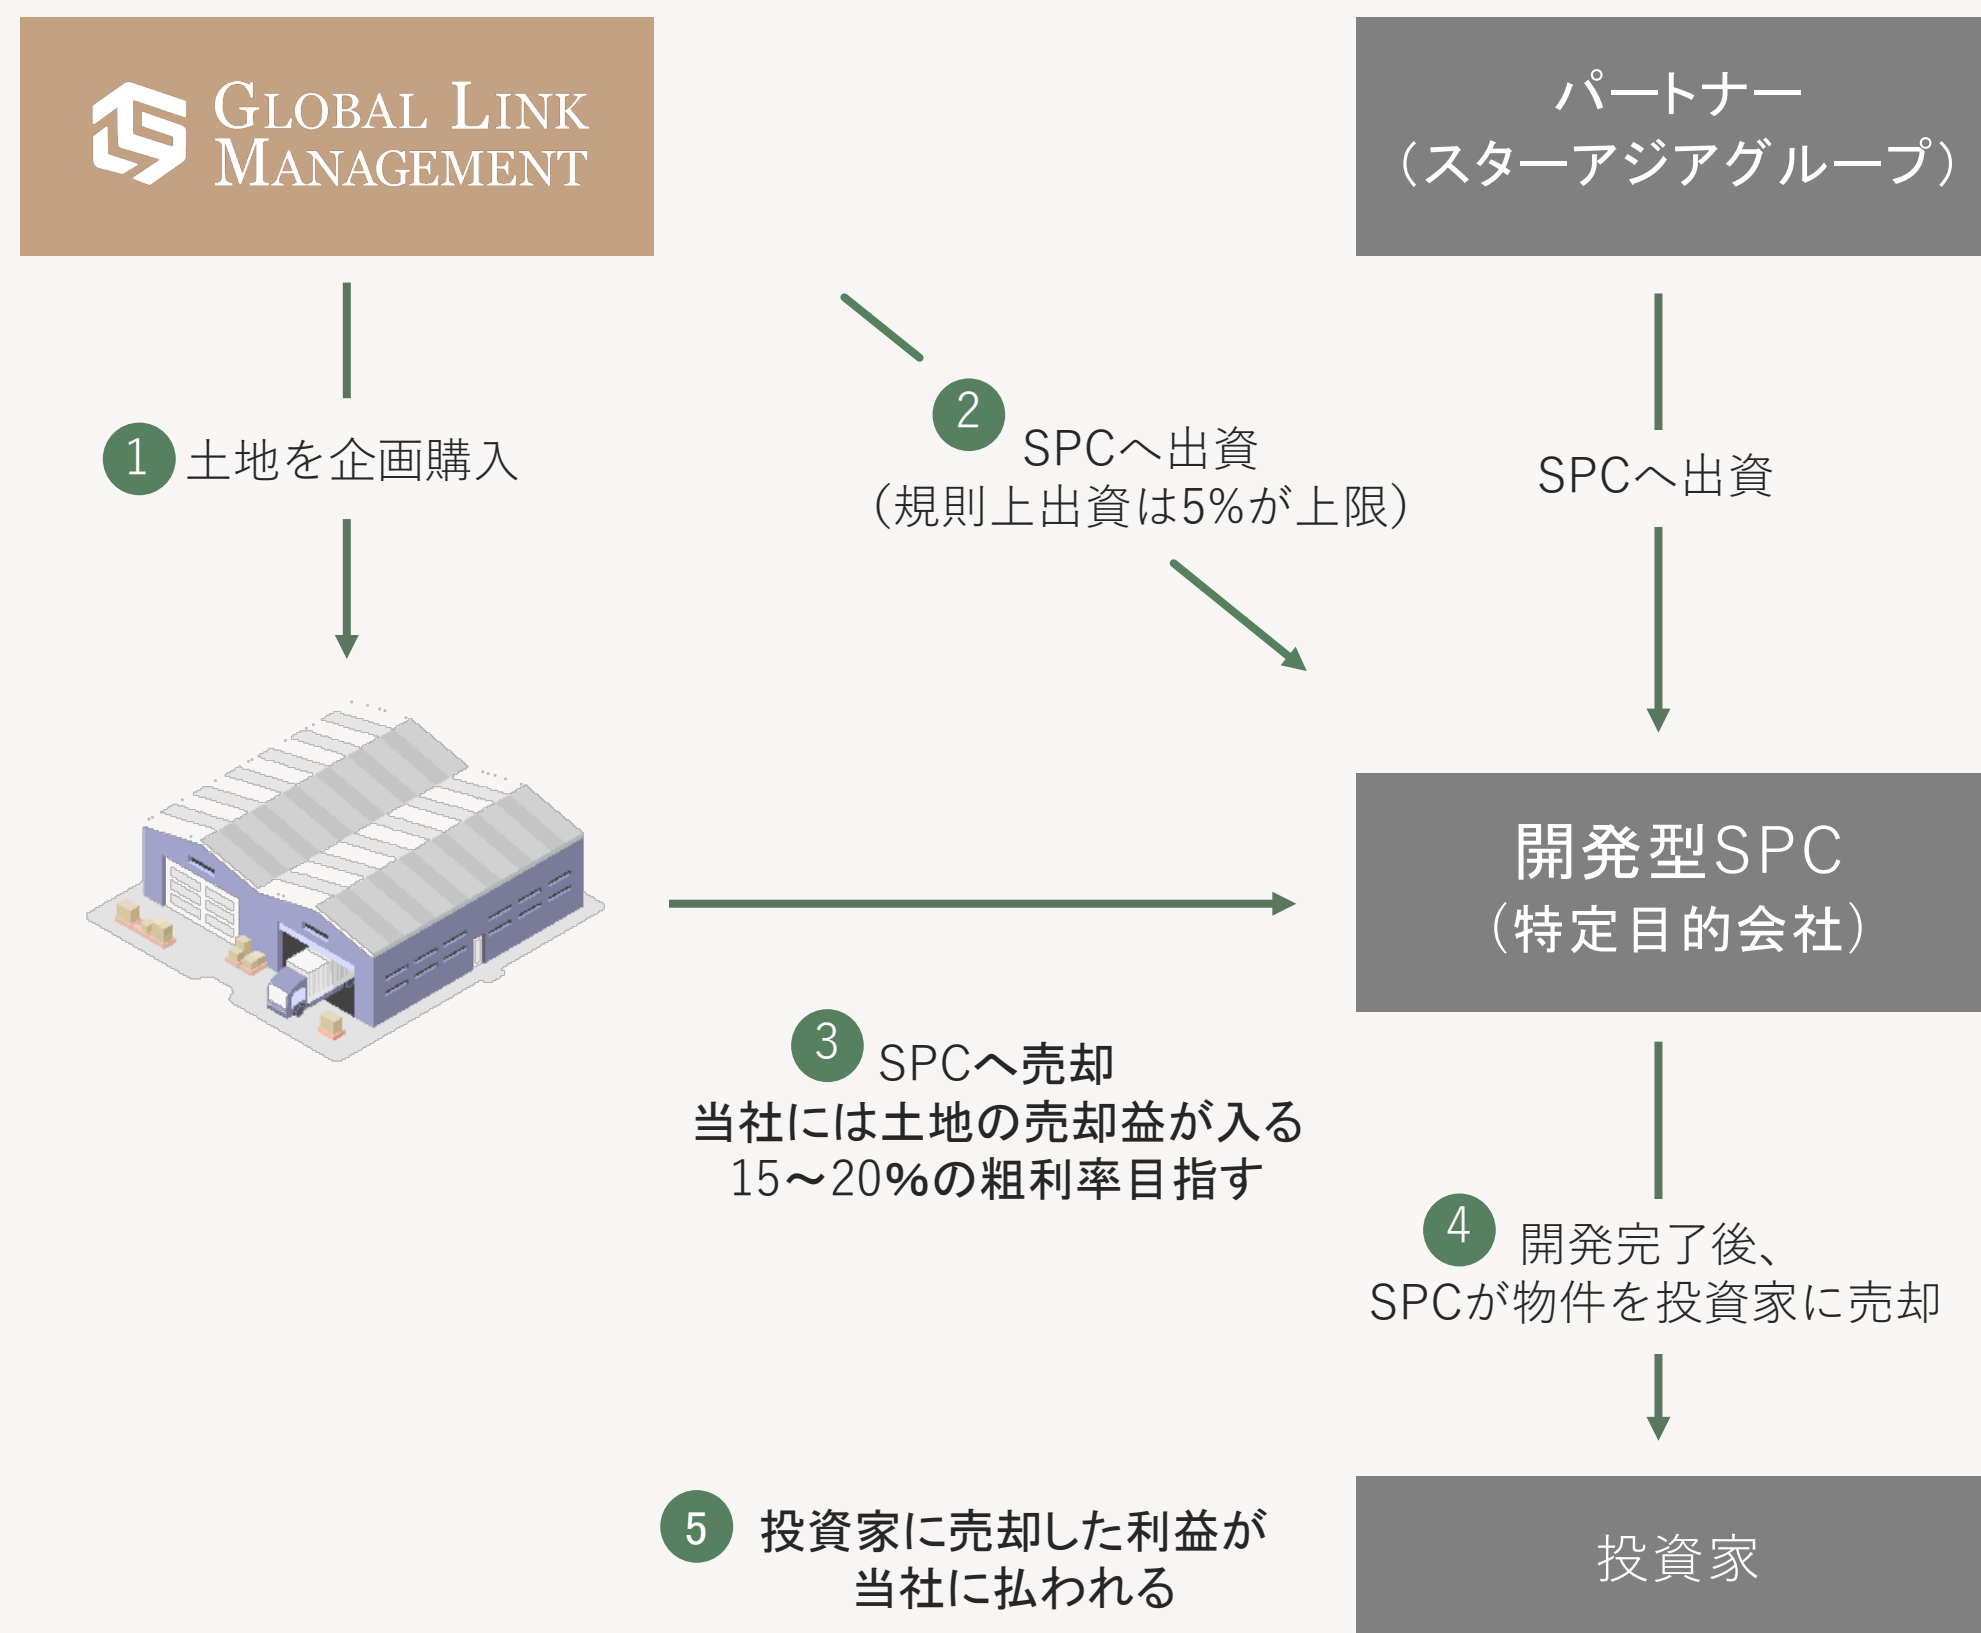 GLOBAL LINK
MANAGEMENT
パートナー
（スターアジアグループ）
1 土地を企画購入
2
SPCへ出資
（規則上出資は5%が上限）
SPCへ出資
開発型SPC
（特定目的会社）
3 SPCへ売却
当社には土地の売却益が入る
15～20%の粗利率目指す
4 開発完了後、
SPCが物件を投資家に売却
5 投資家に売却した利益が
当社に払われる
投資家